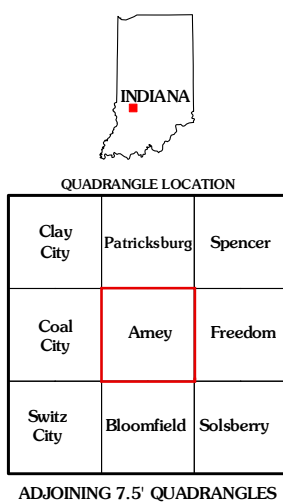 INDIANA
QUADRANGLE LOCATION
Clay
City
Patricksburg
Spencer
Coal
City
Arney
Freedom
Switz
City
Bloomfield
Solsberry
ADJOINING 7.5' QUADRANGLES